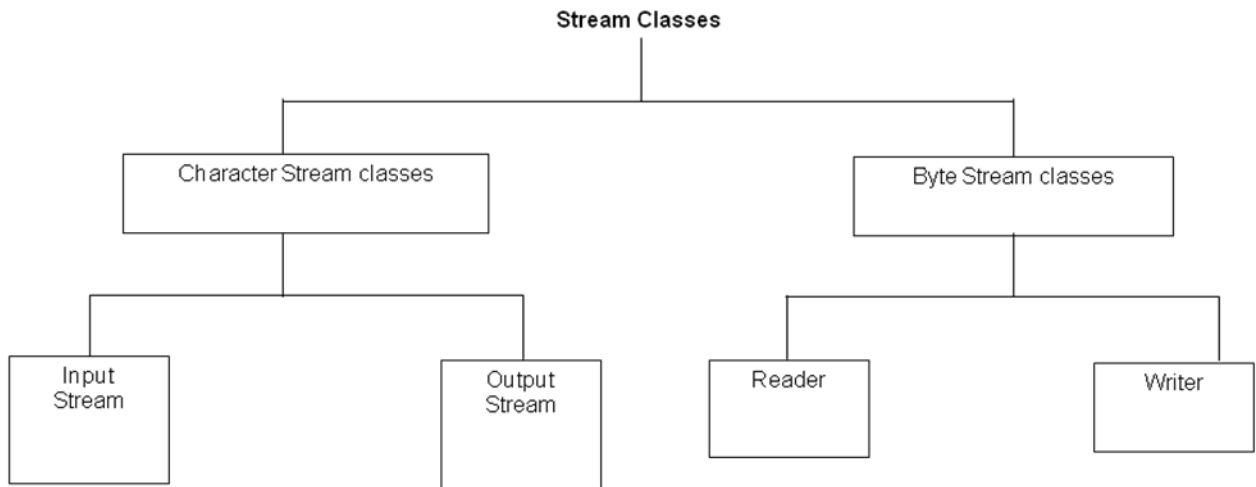 Stream Classes
Character Stream classes
Byte Stream classes
Input
Stream
Output
Stream
Reader
Writer